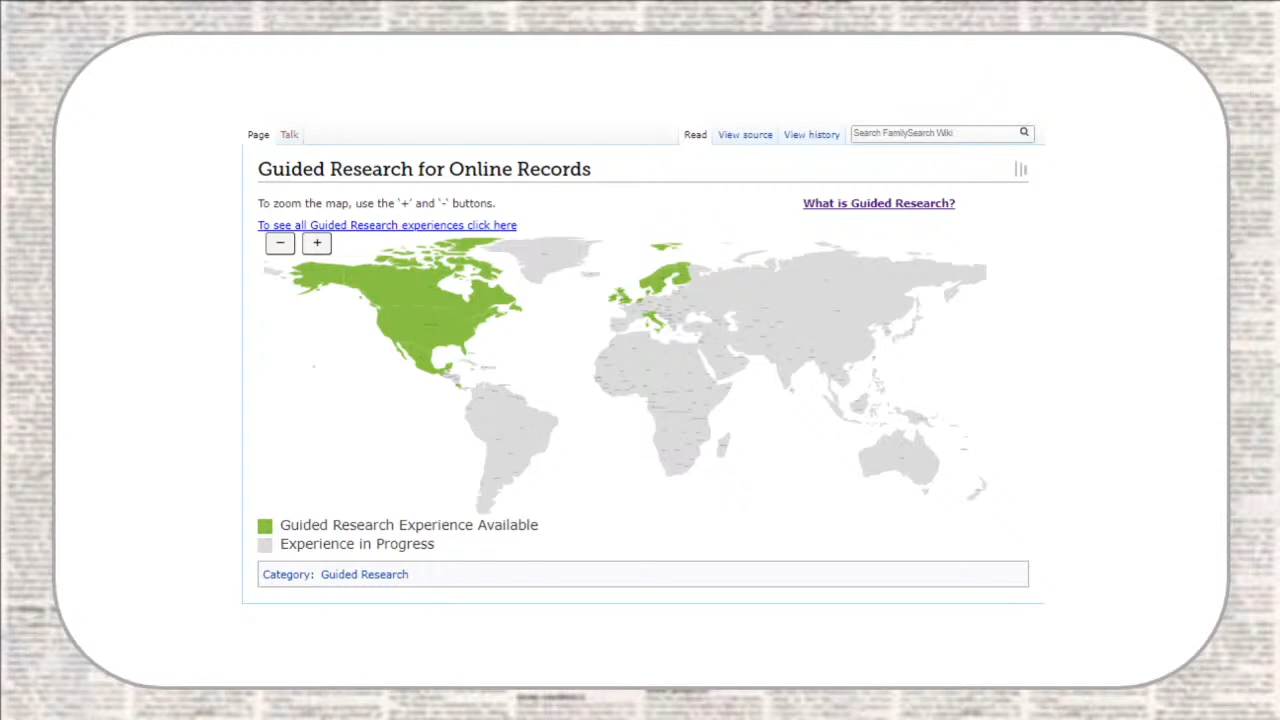 Page Talk Read View source View history Search FamilySearch Wiki
Guided Research for Online Records
To zoom the map, use the '+' and '-' buttons. What is Guided Research?
To see all Guided Research experiences click here
− +
Guided Research Experience Available
Experience in Progress
Category: Guided Research